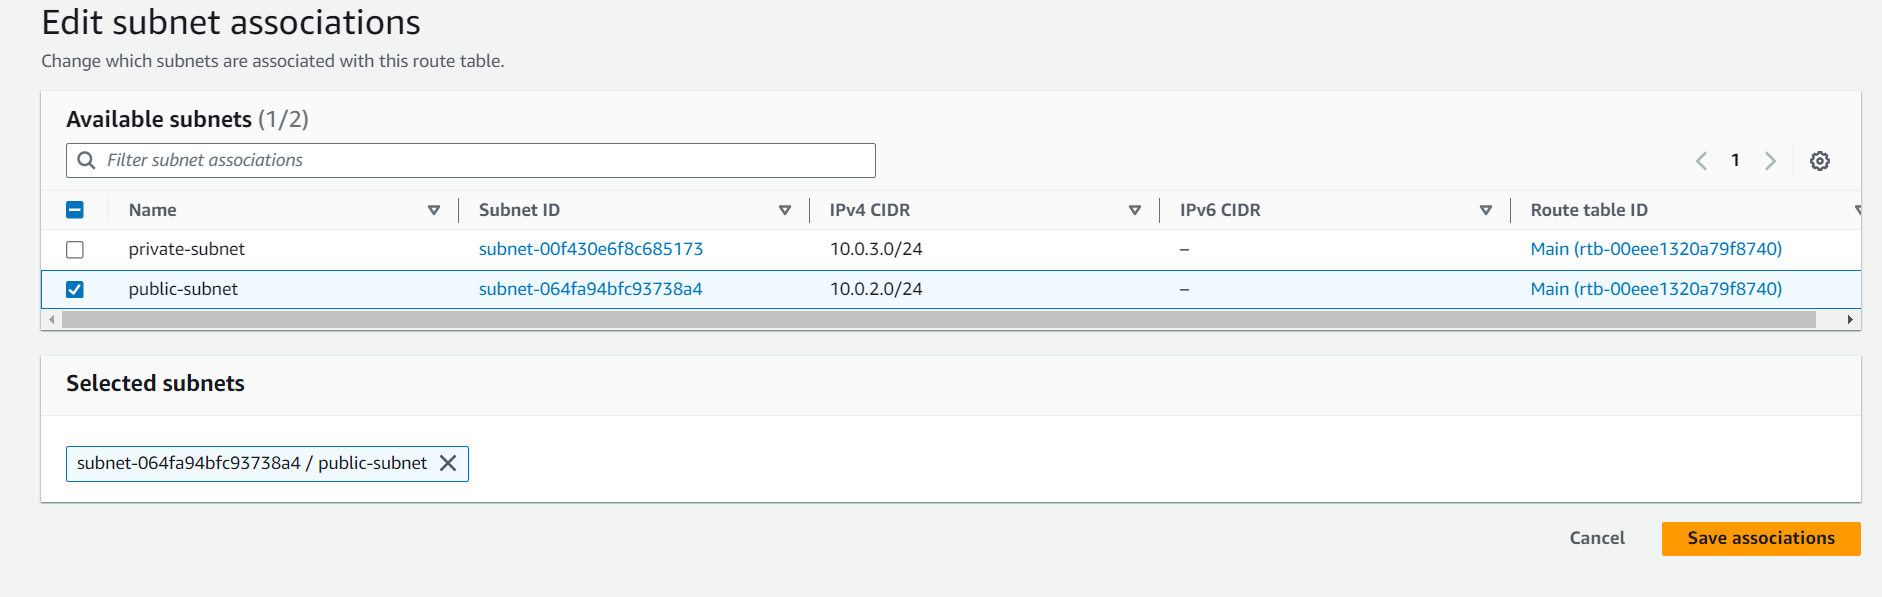 Edit subnet associations
Change which subnets are associated with this route table.
Available subnets (1/2)
Filter subnet associations
1
Name Subnet ID IPv4 CIDR IPv6 CIDR Route table ID
private-subnet subnet-00f430e6f8c685173 10.0.3.0/24 – Main (rtb-00eee1320a79f8740)
public-subnet subnet-064fa94bfc93738a4 10.0.2.0/24 – Main (rtb-00eee1320a79f8740)
Selected subnets
subnet-064fa94bfc93738a4 / public-subnet
Cancel Save associations